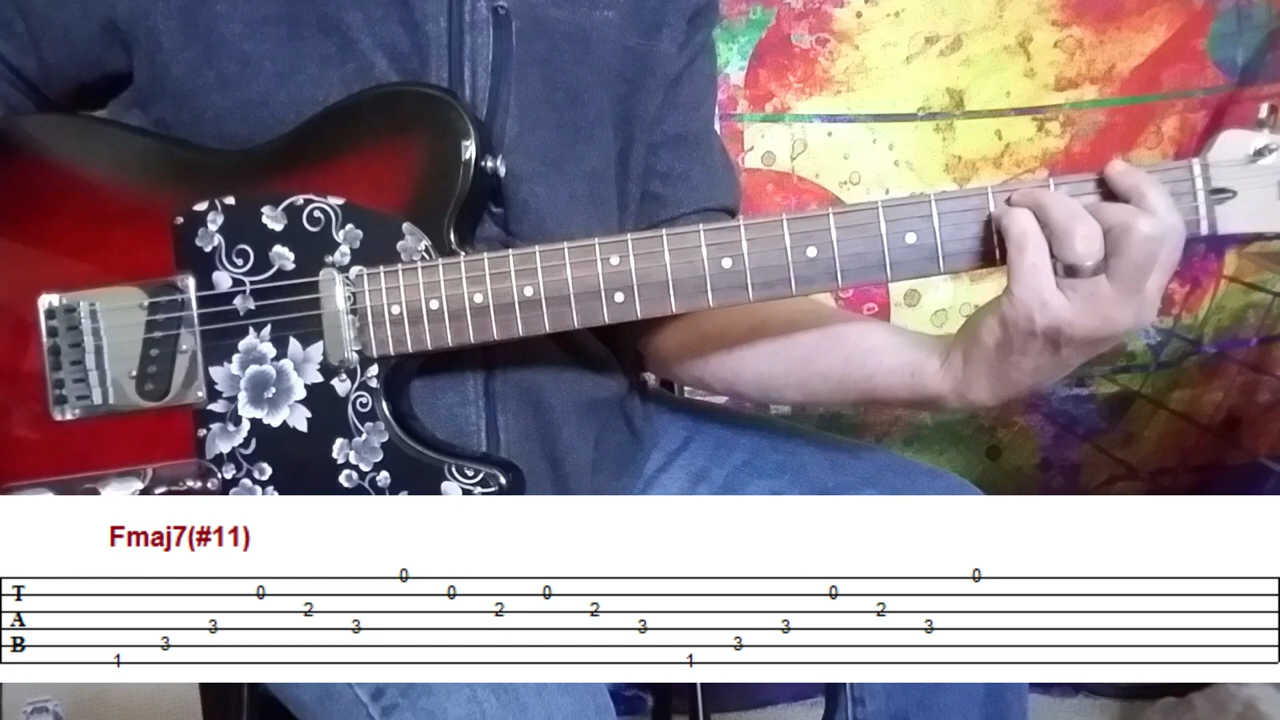 Fmaj7(#11)
0 0
T 0 0 0 0
A 2 2 2 2
3 3 3 3 3
B 3 3
1 1